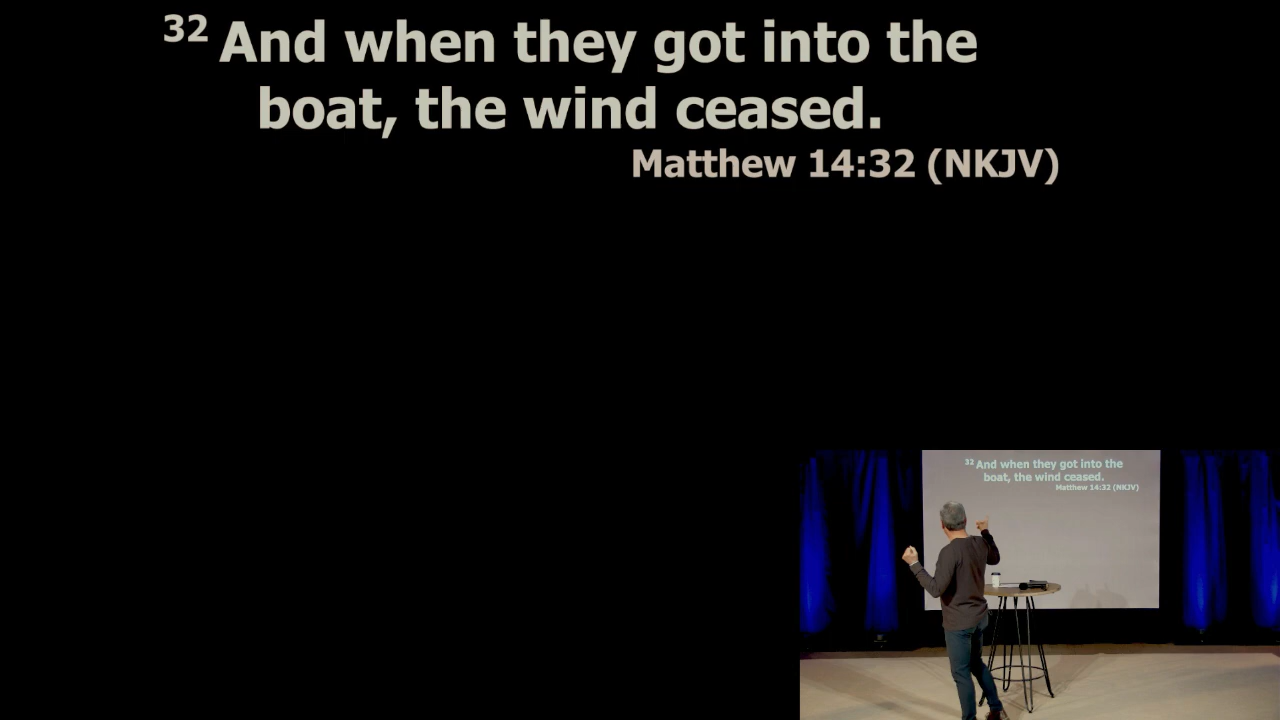 32 And when they got into the
boat, the wind ceased.
Matthew 14:32 (NKJV)
32 And when they got into the
boat, the wind ceased.
Matthew 14:32 (NKJV)